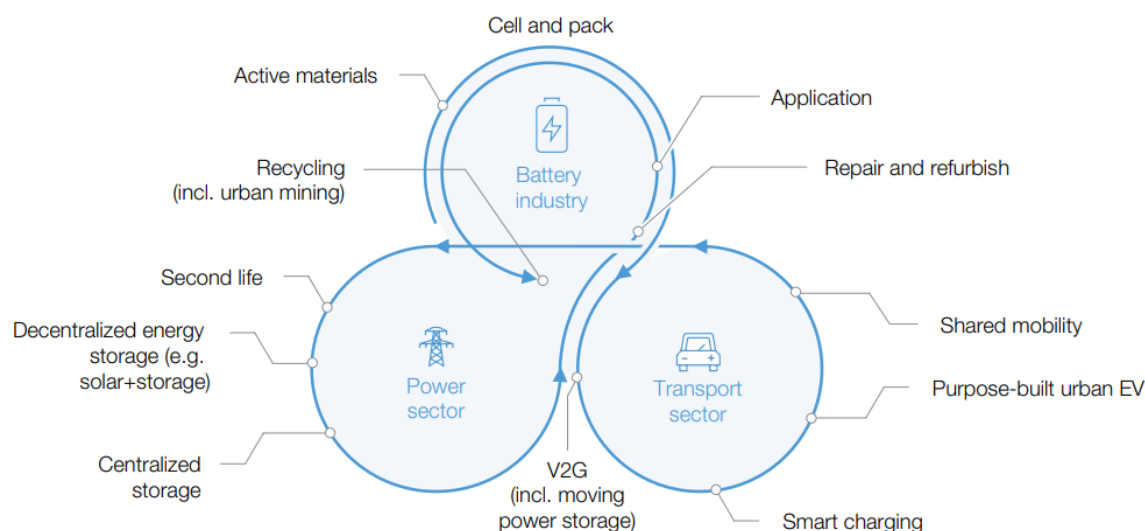 Cell and pack
Active materials
Application
Recycling
(incl. urban mining)
Battery
industry
Repair and refurbish
Second life
Decentralized energy
storage (e.g.
solar+storage)
Power
sector
Transport
sector
Shared mobility
Purpose-built urban EV
Centralized
storage
V2G
(incl. moving
power storage)
Smart charging